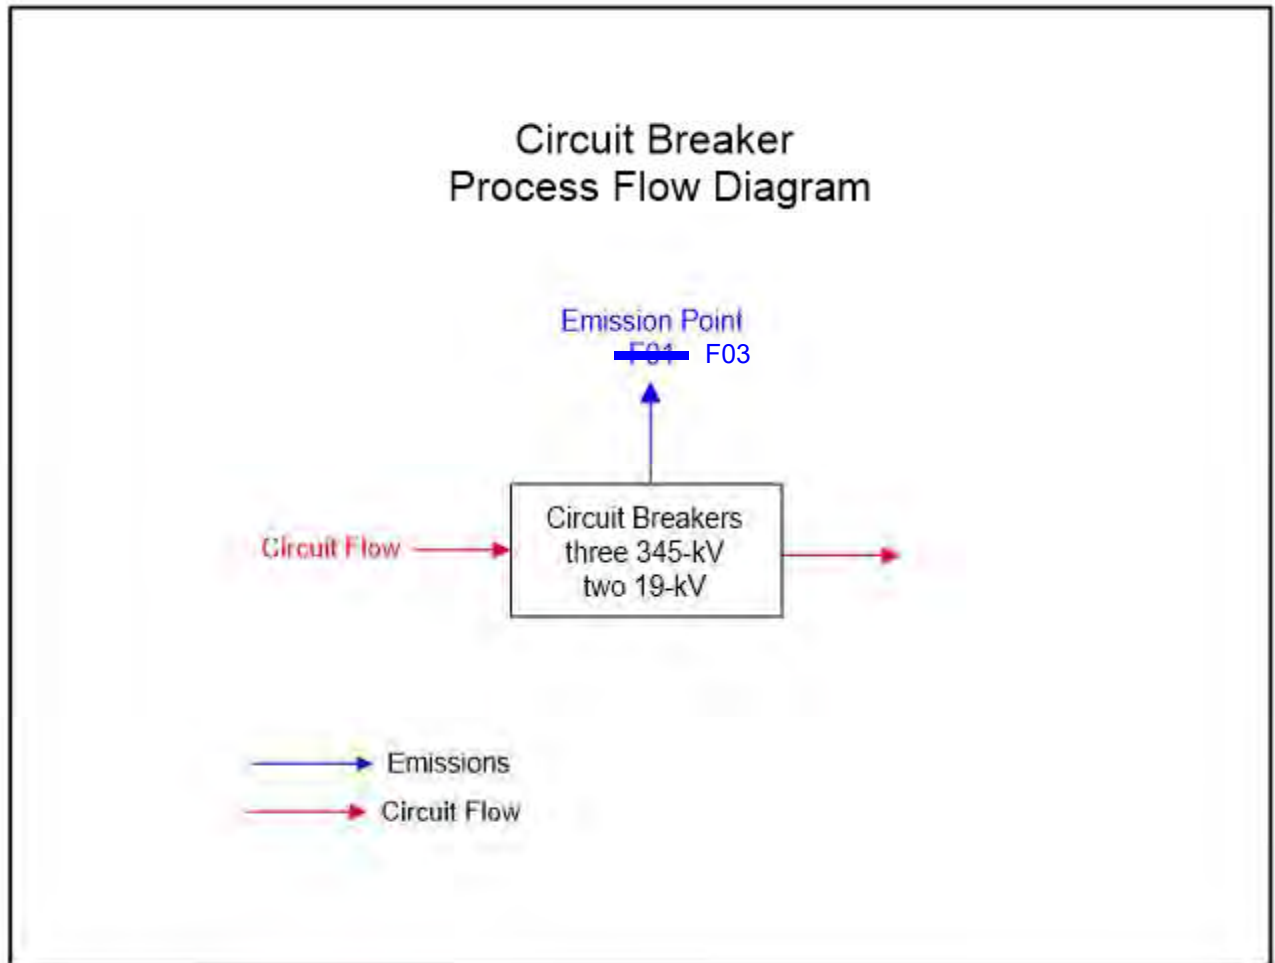 Circuit Breaker
Process Flow Diagram
Emission Point
F01 F03
Circuit Flow
Circuit Breakers
three 345-kV
two 19-kV
Emissions
Circuit Flow